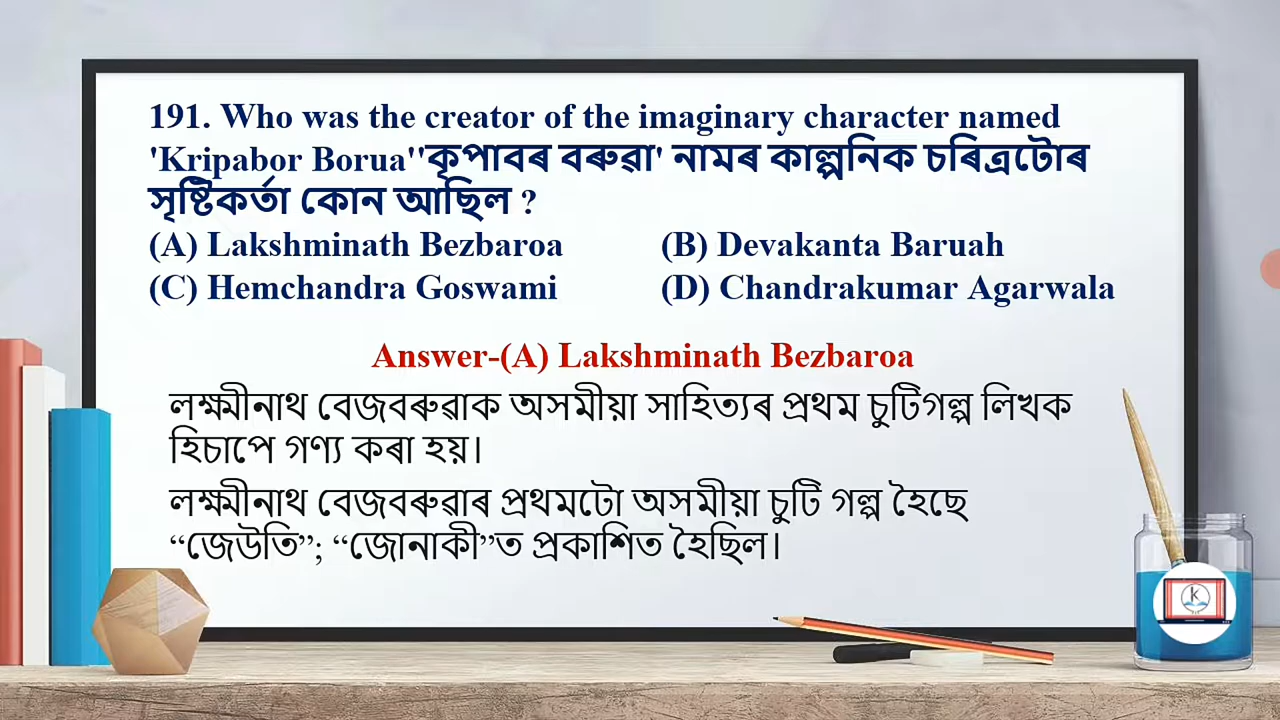 191. Who was the creator of the imaginary character named
'Kripabor Borua''কৃপাবৰ বৰুৱা' নামৰ কাল্পনিক চৰিত্ৰটোৰ
সৃষ্টিকৰ্তা কোন আছিল ?
(A) Lakshminath Bezbaroa (B) Devakanta Baruah
(C) Hemchandra Goswami (D) Chandrakumar Agarwala
Answer-(A) Lakshminath Bezbaroa
লক্ষ্মীনাথ বেজবৰুৱাক অসমীয়া সাহিত্যৰ প্ৰথম চুটিগল্প লিখক
হিচাপে গণ্য কৰা হয়।
লক্ষ্মীনাথ বেজবৰুৱাৰ প্ৰথমটো অসমীয়া চুটি গল্প হৈছে
“জেউতি”; “জোনাকী”ত প্ৰকাশিত হৈছিল।
K